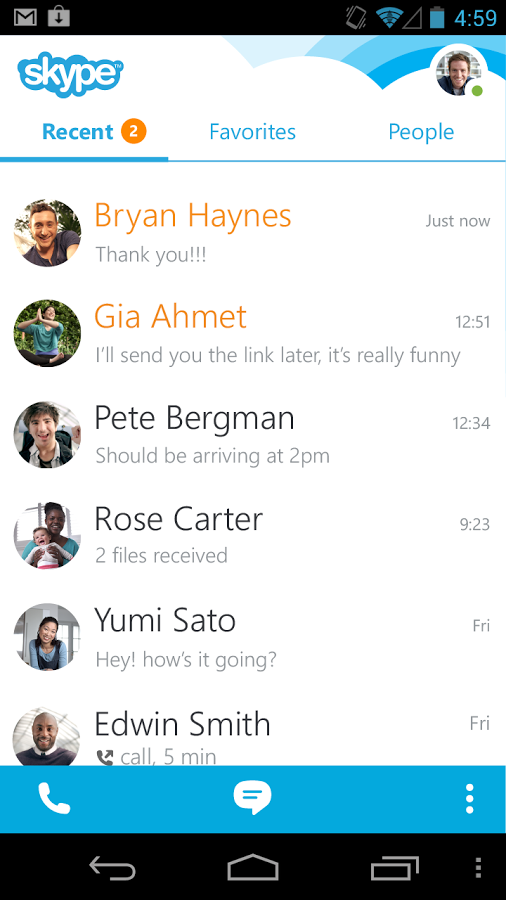 4:59
skype™
Recent 2 Favorites People
Bryan Haynes Just now
Thank you!!!
Gia Ahmet 12:51
I’ll send you the link later, it’s really funny
Pete Bergman 12:34
Should be arriving at 2pm
Rose Carter 9:23
2 files received
Yumi Sato Fri
Hey! how’s it going?
Edwin Smith Fri
call, 5 min